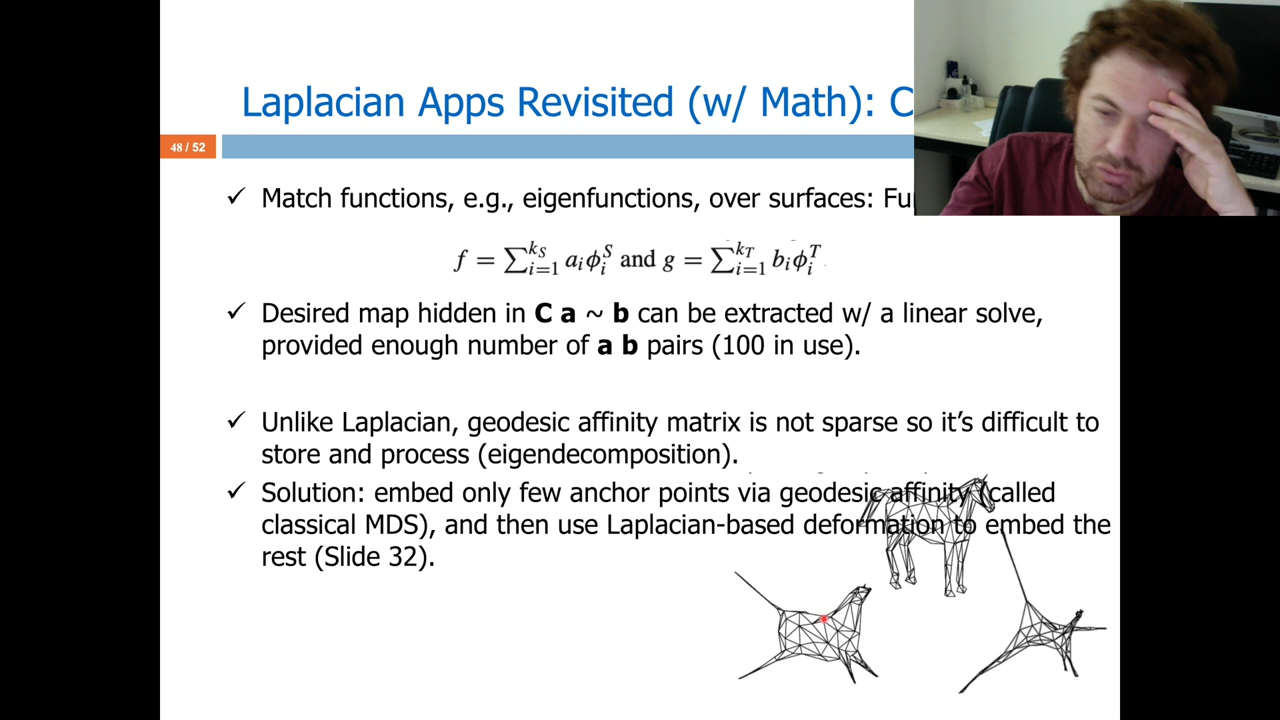 Laplacian Apps Revisited (w/ Math): C
48 / 52
✓ Match functions, e.g., eigenfunctions, over surfaces:
f = ∑_{i=1}^{k_S} a_i ϕ_i^S and g = ∑_{i=1}^{k_T} b_i ϕ_i^T
✓ Desired map hidden in C a ~ b can be extracted w/ a linear solve,
provided enough number of a b pairs (100 in use).
✓ Unlike Laplacian, geodesic affinity matrix is not sparse so it’s difficult to
store and process (eigendecomposition).
✓ Solution: embed only few anchor points via geodesic affinity (called
classical MDS), and then use Laplacian-based deformation to embed the
rest (Slide 32).